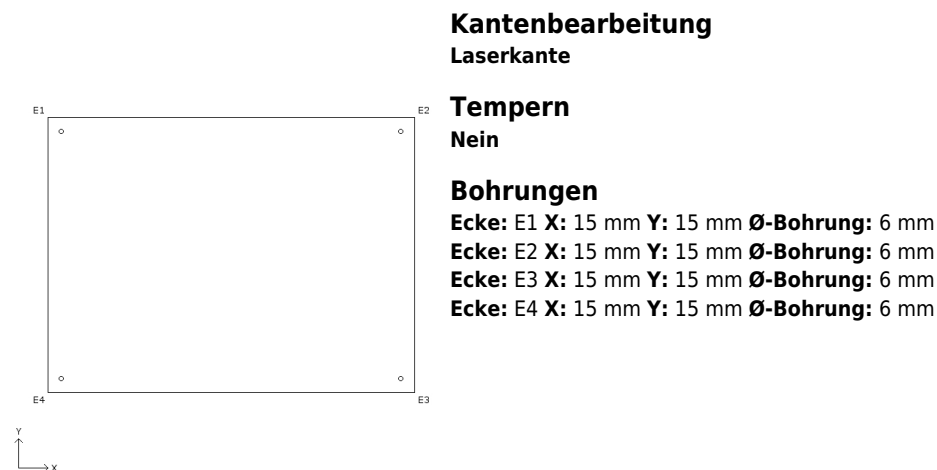 Kantenbearbeitung
Laserkante
Tempern
Nein
Bohrungen
Ecke: E1 X: 15 mm Y: 15 mm Ø-Bohrung: 6 mm
Ecke: E2 X: 15 mm Y: 15 mm Ø-Bohrung: 6 mm
Ecke: E3 X: 15 mm Y: 15 mm Ø-Bohrung: 6 mm
Ecke: E4 X: 15 mm Y: 15 mm Ø-Bohrung: 6 mm
E1
E2
E4
E3
Y
X